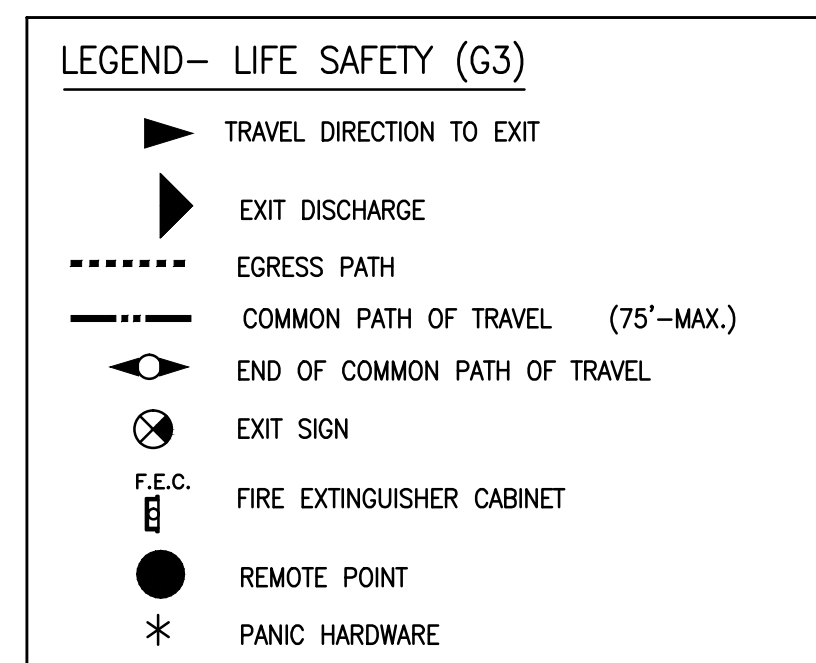 LEGEND- LIFE SAFETY (G3)
TRAVEL DIRECTION TO EXIT
EXIT DISCHARGE
EGRESS PATH
COMMON PATH OF TRAVEL (75'-MAX.)
END OF COMMON PATH OF TRAVEL
EXIT SIGN
F.E.C.
FIRE EXTINGUISHER CABINET
REMOTE POINT
PANIC HARDWARE